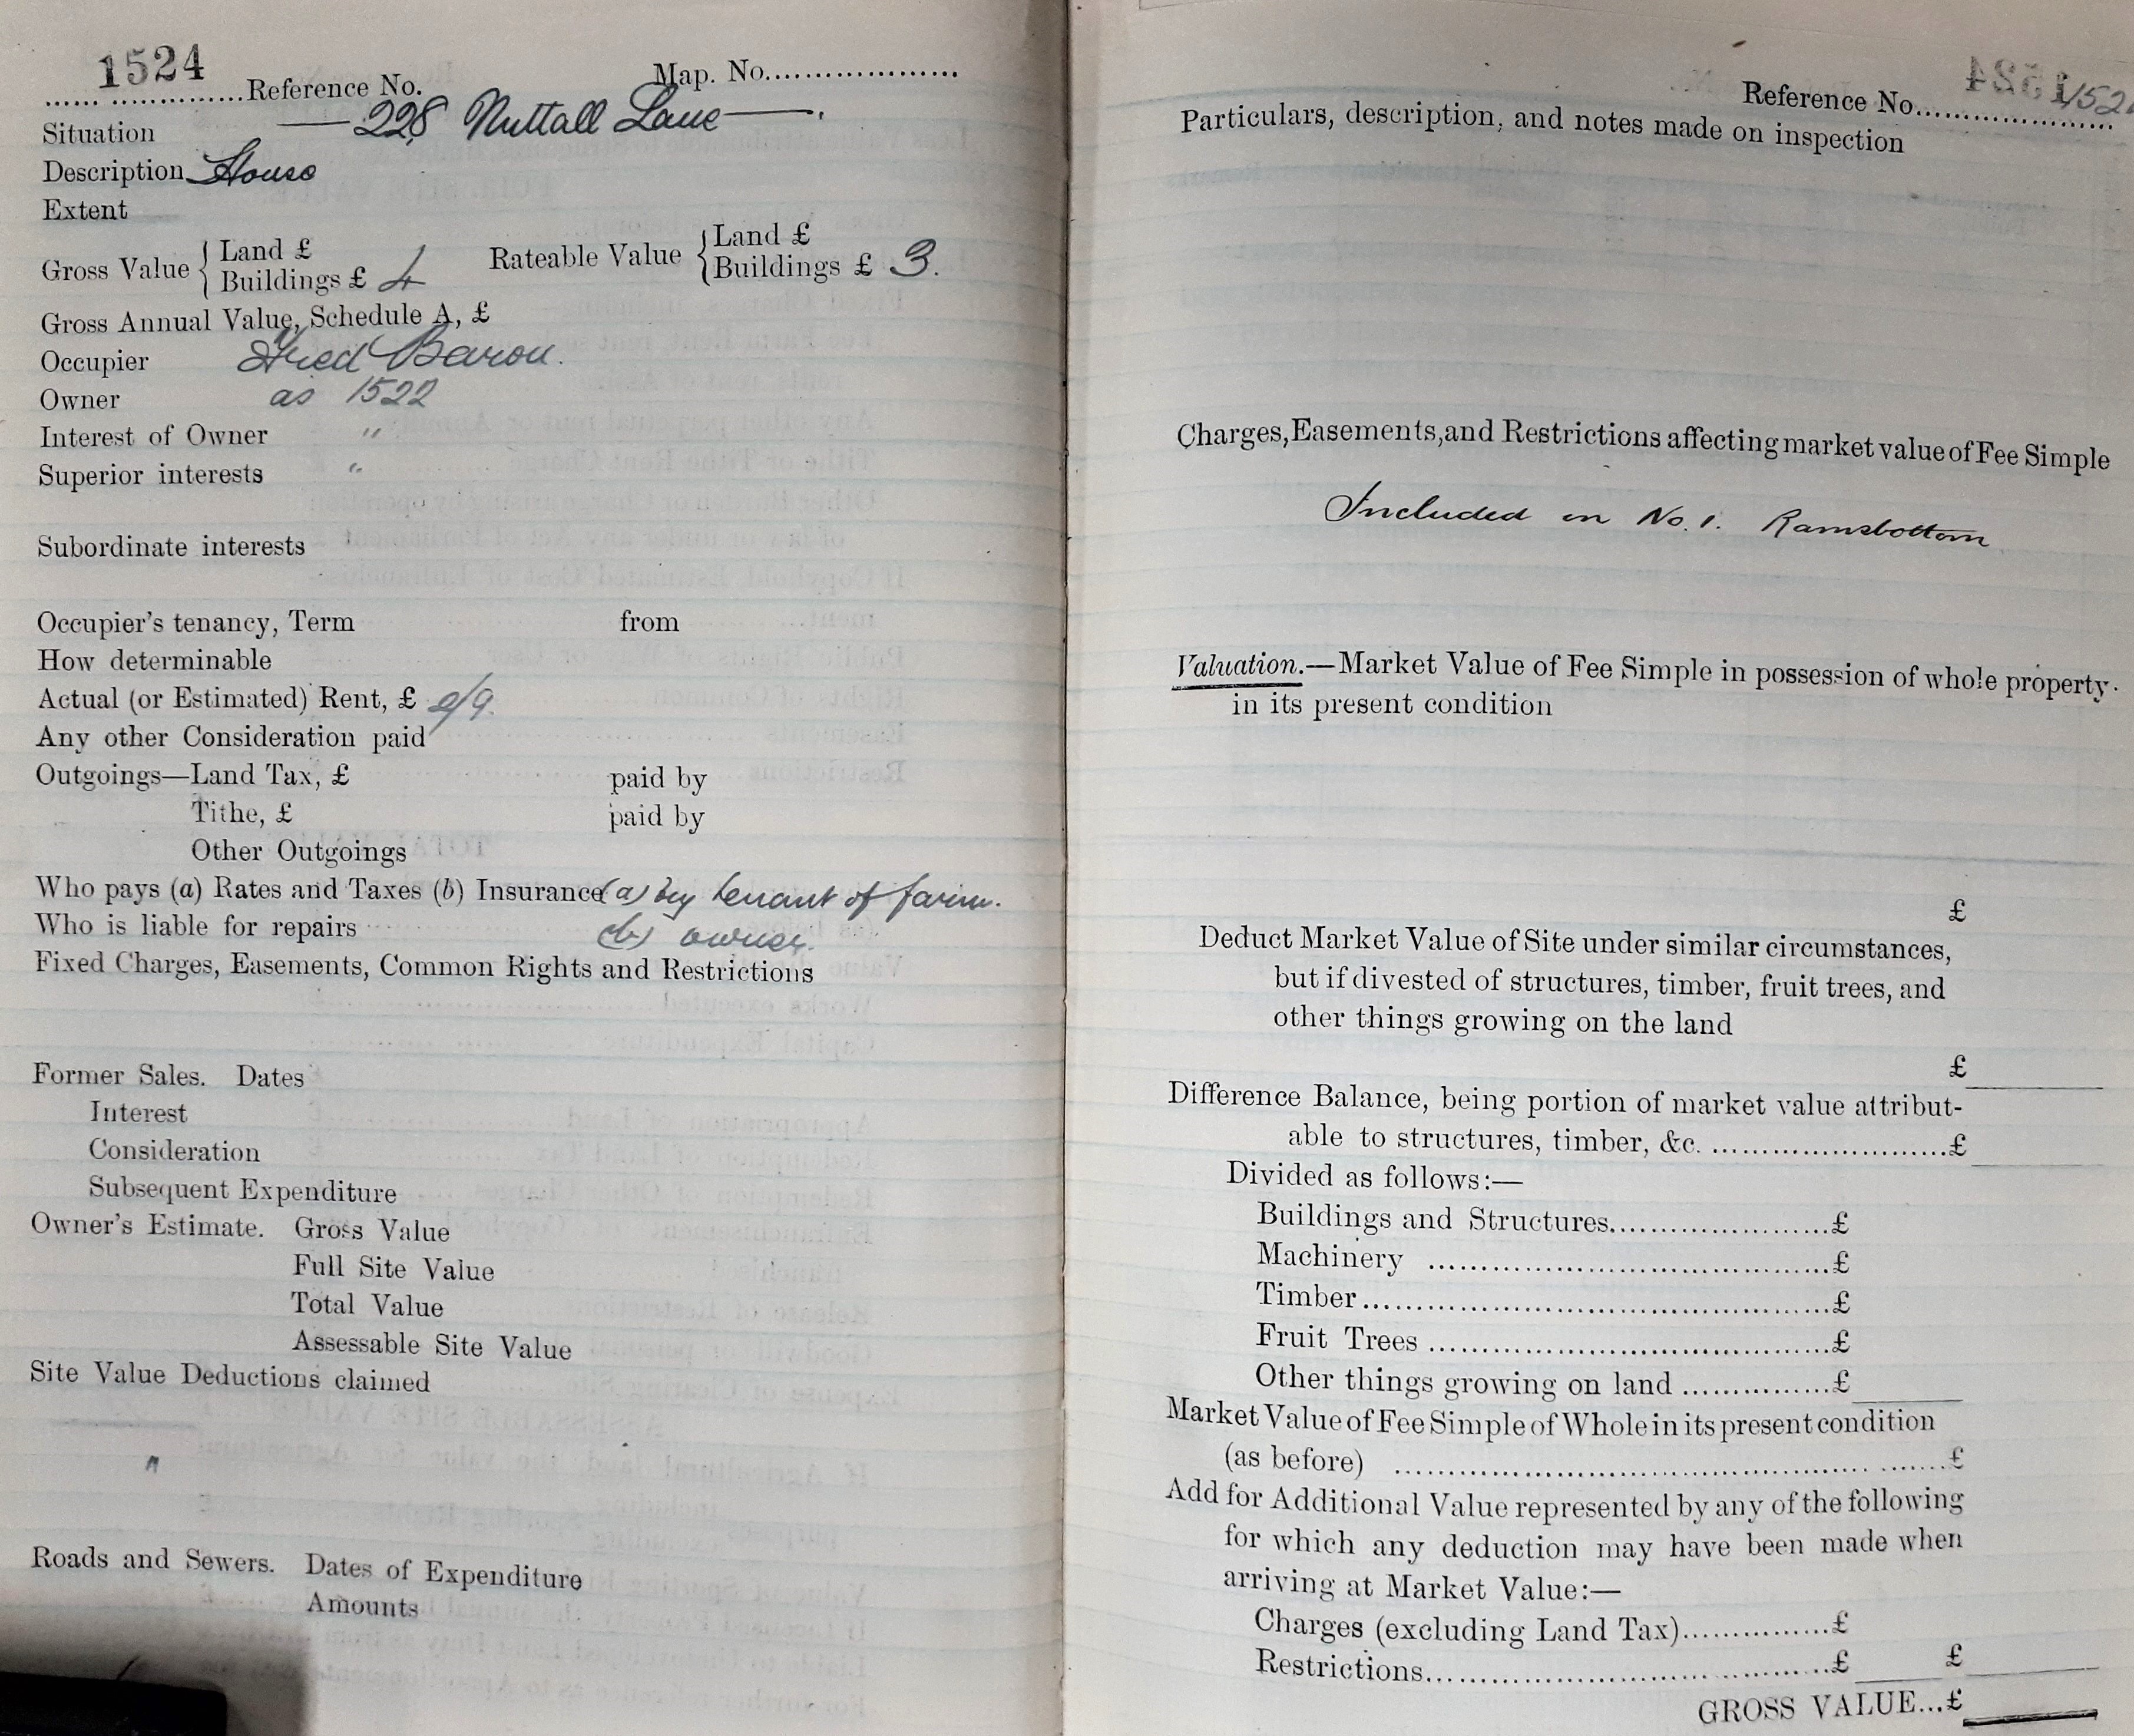 1524
Reference No.
Map. No.
Situation — 228 Nuttall Lane —
Description House
Extent
Gross Value { Land £
Buildings £ 4
Rateable Value { Land £
Buildings £ 3.
Gross Annual Value, Schedule A, £
Occupier Fred Baron.
Owner as 1522
Interest of Owner "
Superior interests "
Subordinate interests
Occupier's tenancy, Term from
How determinable
Actual (or Estimated) Rent, £ 2/9.
Any other Consideration paid
Outgoings—Land Tax, £ paid by
Tithe, £ paid by
Other Outgoings
Who pays (a) Rates and Taxes (b) Insurance (a) by tenant of farm.
Who is liable for repairs (b) owner.
Fixed Charges, Easements, Common Rights and Restrictions
Former Sales. Dates
Interest
Consideration
Subsequent Expenditure
Owner's Estimate. Gross Value
Full Site Value
Total Value
Assessable Site Value
Site Value Deductions claimed
Roads and Sewers. Dates of Expenditure
Amounts
Reference No.
Particulars, description, and notes made on inspection
Charges, Easements, and Restrictions affecting market value of Fee Simple
Included in No. 1. Ramsbottom
Valuation.—Market Value of Fee Simple in possession of whole property
in its present condition
£
Deduct Market Value of Site under similar circumstances,
but if divested of structures, timber, fruit trees, and
other things growing on the land
£
Difference Balance, being portion of market value attribut-
able to structures, timber, &c. £
Divided as follows:—
Buildings and Structures £
Machinery £
Timber £
Fruit Trees £
Other things growing on land £
Market Value of Fee Simple of Whole in its present condition
(as before) £
Add for Additional Value represented by any of the following
for which any deduction may have been made when
arriving at Market Value:—
Charges (excluding Land Tax) £
Restrictions £ £
GROSS VALUE...£